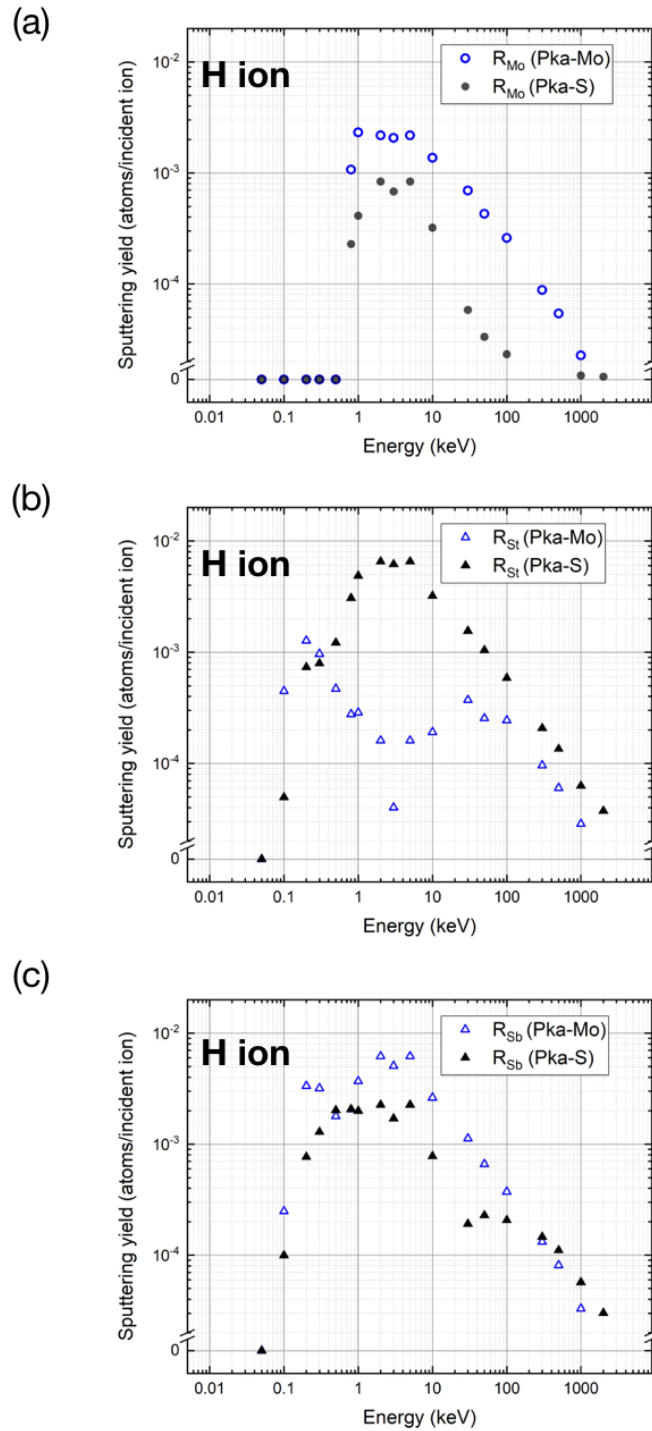 (a)
H ion
R_Mo (Pka-Mo)
R_Mo (Pka-S)
Sputtering yield (atoms/incident ion)
10^-2
10^-3
10^-4
0
0.01 0.1 1 10 100 1000
Energy (keV)
(b)
H ion
R_St (Pka-Mo)
R_St (Pka-S)
Sputtering yield (atoms/incident ion)
10^-2
10^-3
10^-4
0
0.01 0.1 1 10 100 1000
Energy (keV)
(c)
H ion
R_Sb (Pka-Mo)
R_Sb (Pka-S)
Sputtering yield (atoms/incident ion)
10^-2
10^-3
10^-4
0
0.01 0.1 1 10 100 1000
Energy (keV)